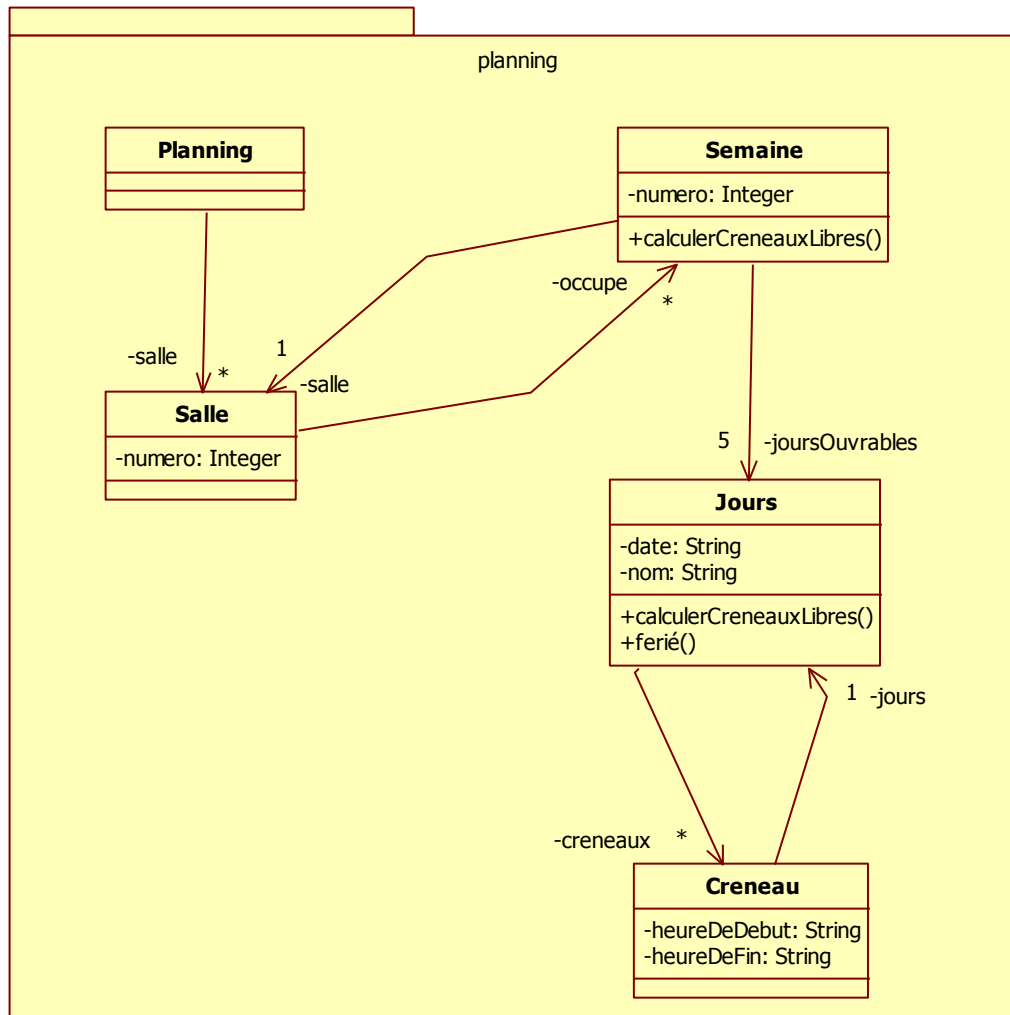 planning
Planning
Semaine
-numero: Integer
+calculerCreneauxLibres()
-occupe
*
1
-salle
-salle
*
Salle
-numero: Integer
5
-joursOuvrables
Jours
-date: String
-nom: String
+calculerCreneauxLibres()
+ferié()
1
-jours
-creneaux
*
Creneau
-heureDeDebut: String
-heureDeFin: String